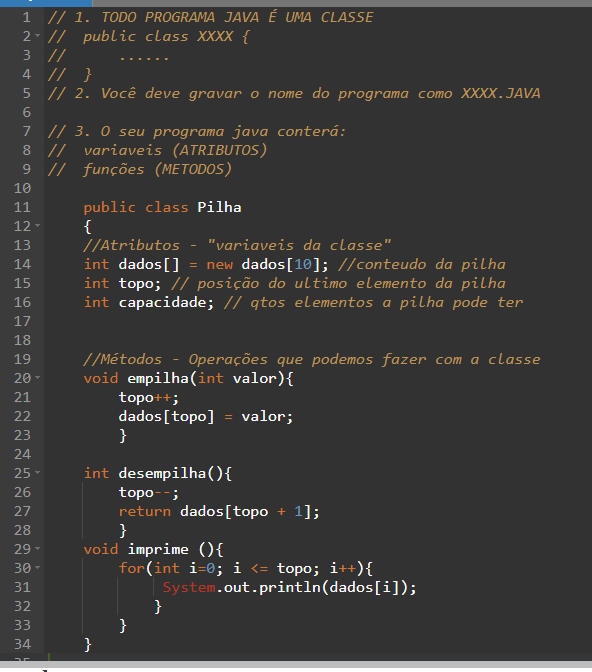 1 // 1. TODO PROGRAMA JAVA É UMA CLASSE
2 // public class XXXX {
3 // ......
4 // }
5 // 2. Você deve gravar o nome do programa como XXXX.JAVA
6
7 // 3. O seu programa java conterá:
8 // variaveis (ATRIBUTOS)
9 // funções (METODOS)
10
11 public class Pilha
12 {
13 //Atributos - "variaveis da classe"
14 int dados[] = new dados[10]; //conteudo da pilha
15 int topo; // posição do ultimo elemento da pilha
16 int capacidade; // qtos elementos a pilha pode ter
17
18
19 //Métodos - Operações que podemos fazer com a classe
20 void empilha(int valor){
21 topo++;
22 dados[topo] = valor;
23 }
24
25 int desempilha(){
26 topo--;
27 return dados[topo + 1];
28 }
29 void imprime (){
30 for(int i=0; i <= topo; i++){
31 System.out.println(dados[i]);
32 }
33 }
34 }
35